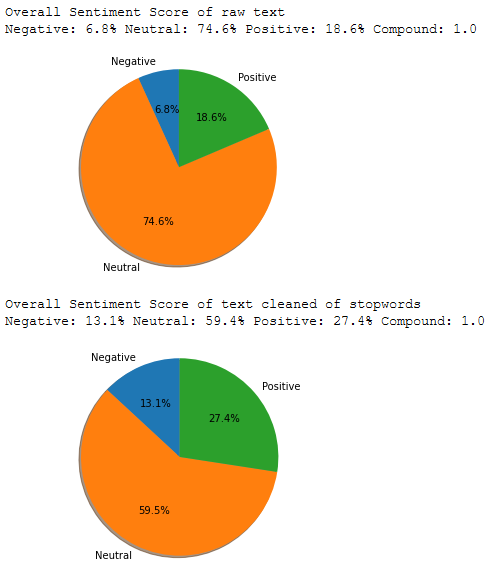 Overall Sentiment Score of raw text
Negative: 6.8% Neutral: 74.6% Positive: 18.6% Compound: 1.0
Negative
Positive
6.8%
18.6%
74.6%
Neutral
Overall Sentiment Score of text cleaned of stopwords
Negative: 13.1% Neutral: 59.4% Positive: 27.4% Compound: 1.0
Negative
Positive
13.1%
27.4%
59.5%
Neutral